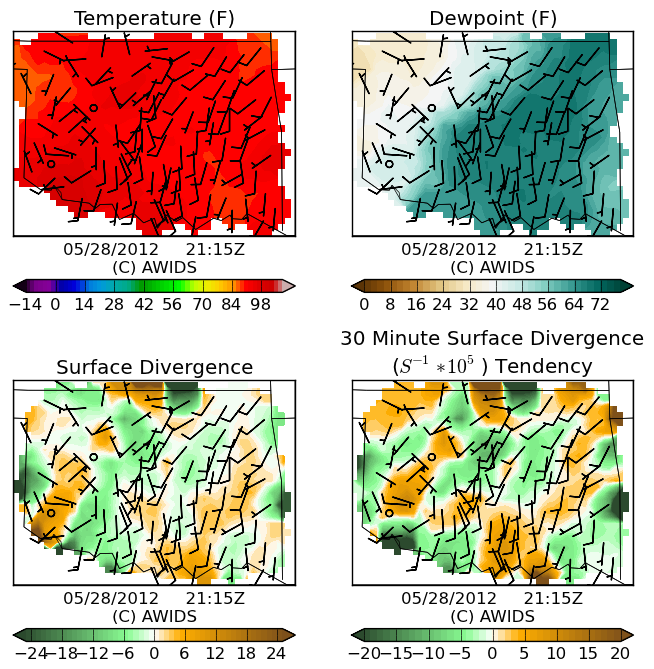 Temperature (F)
Dewpoint (F)
05/28/2012 21:15Z
(C) AWIDS
05/28/2012 21:15Z
(C) AWIDS
−14 0 14 28 42 56 70 84 98
0 8 16 24 32 40 48 56 64 72
30 Minute Surface Divergence
Surface Divergence
(S⁻¹ *10⁵ ) Tendency
05/28/2012 21:15Z
(C) AWIDS
05/28/2012 21:15Z
(C) AWIDS
−24 −18 −12 −6 0 6 12 18 24
−20 −15 −10 −5 0 5 10 15 20